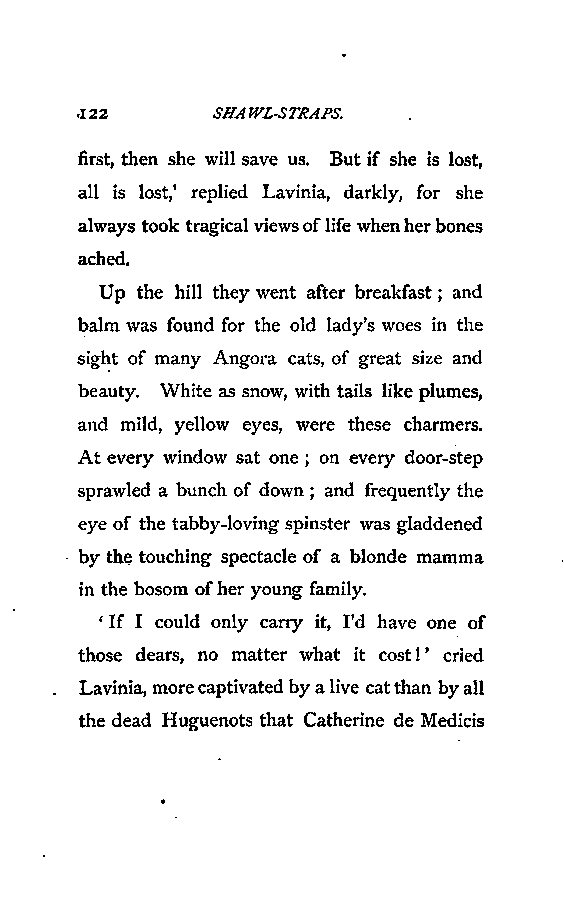 122 SHAWL-STRAPS.
first, then she will save us. But if she is lost,
all is lost,' replied Lavinia, darkly, for she
always took tragical views of life when her bones
ached.
Up the hill they went after breakfast ; and
balm was found for the old lady's woes in the
sight of many Angora cats, of great size and
beauty. White as snow, with tails like plumes,
and mild, yellow eyes, were these charmers.
At every window sat one ; on every door-step
sprawled a bunch of down ; and frequently the
eye of the tabby-loving spinster was gladdened
by the touching spectacle of a blonde mamma
in the bosom of her young family.
'If I could only carry it, I'd have one of
those dears, no matter what it cost!' cried
Lavinia, more captivated by a live cat than by all
the dead Huguenots that Catherine de Medicis